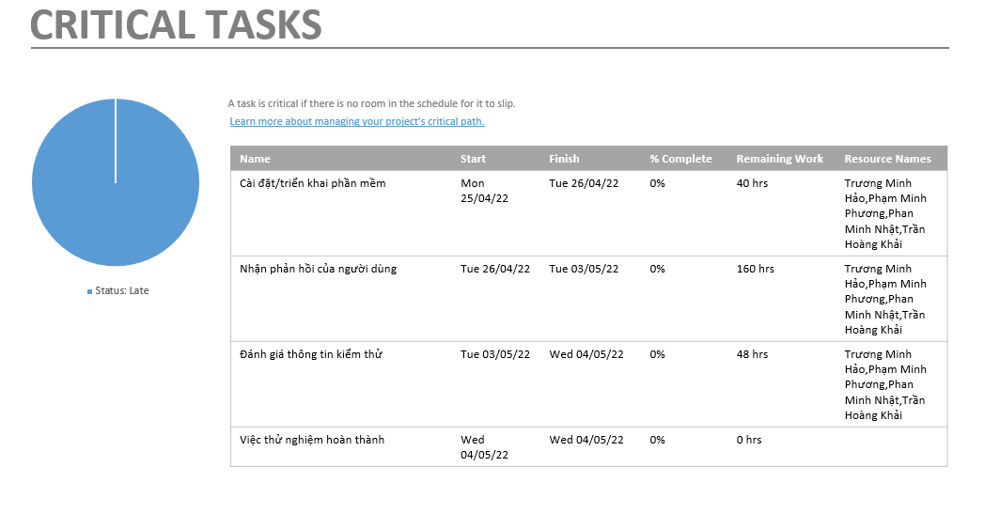 CRITICAL TASKS
A task is critical if there is no room in the schedule for it to slip.
Learn more about managing your project's critical path.
Status: Late
Name Start Finish % Complete Remaining Work Resource Names
Cài đặt/triển khai phần mềm Mon Tue 26/04/22 0% 40 hrs Trương Minh
25/04/22 Hảo,Phạm Minh
Phương,Phan
Minh Nhật,Trần
Hoàng Khải
Nhận phản hồi của người dùng Tue 26/04/22 Tue 03/05/22 0% 160 hrs Trương Minh
Hảo,Phạm Minh
Phương,Phan
Minh Nhật,Trần
Hoàng Khải
Đánh giá thông tin kiểm thử Tue 03/05/22 Wed 04/05/22 0% 48 hrs Trương Minh
Hảo,Phạm Minh
Phương,Phan
Minh Nhật,Trần
Hoàng Khải
Việc thử nghiệm hoàn thành Wed Wed 04/05/22 0% 0 hrs
04/05/22